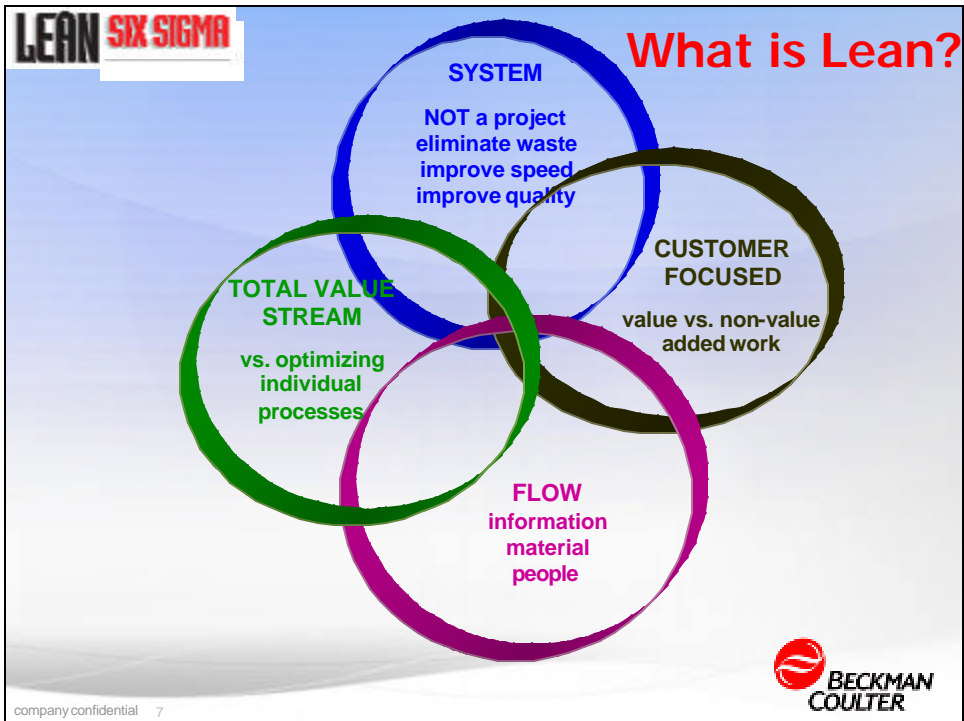 LEAN SIX SIGMA
What is Lean?
SYSTEM
NOT a project
eliminate waste
improve speed
improve quality
CUSTOMER
FOCUSED
value vs. non-value
added work
TOTAL VALUE
STREAM
vs. optimizing
individual
processes
FLOW
information
material
people
BECKMAN
COULTER
company confidential 7